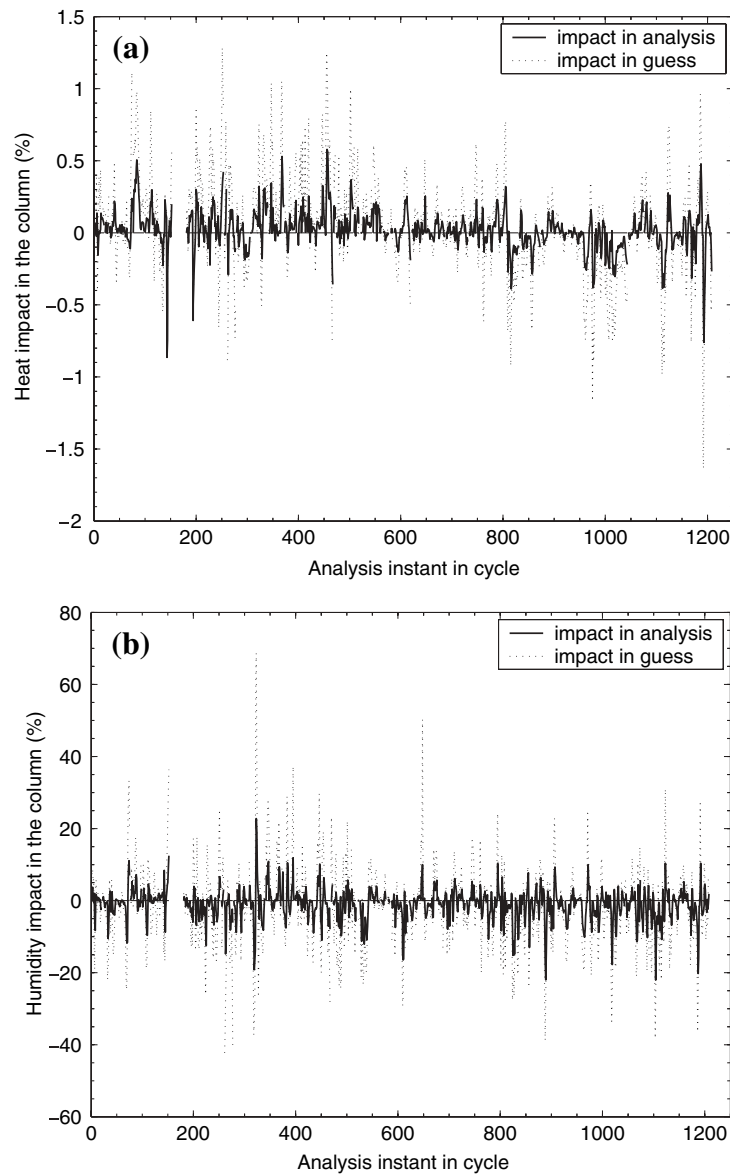 (a)
impact in analysis
impact in guess
1.5
1
0.5
0
−0.5
−1
−1.5
−2
Heat impact in the column (%)
0 200 400 600 800 1000 1200
Analysis instant in cycle
(b)
impact in analysis
impact in guess
80
60
40
20
0
−20
−40
−60
Humidity impact in the column (%)
0 200 400 600 800 1000 1200
Analysis instant in cycle